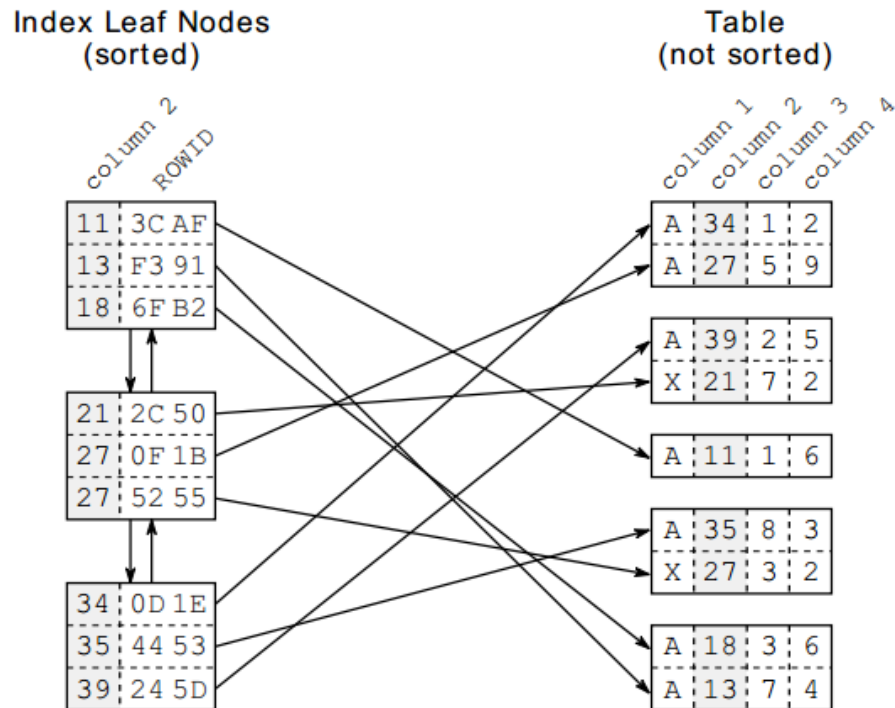 Index Leaf Nodes
(sorted)
column 2
ROWID
11 3C AF
13 F3 91
18 6F B2
21 2C 50
27 0F 1B
27 52 55
34 0D 1E
35 44 53
39 24 5D
Table
(not sorted)
column 1
column 2
column 3
column 4
A 34 1 2
A 27 5 9
A 39 2 5
X 21 7 2
A 11 1 6
A 35 8 3
X 27 3 2
A 18 3 6
A 13 7 4